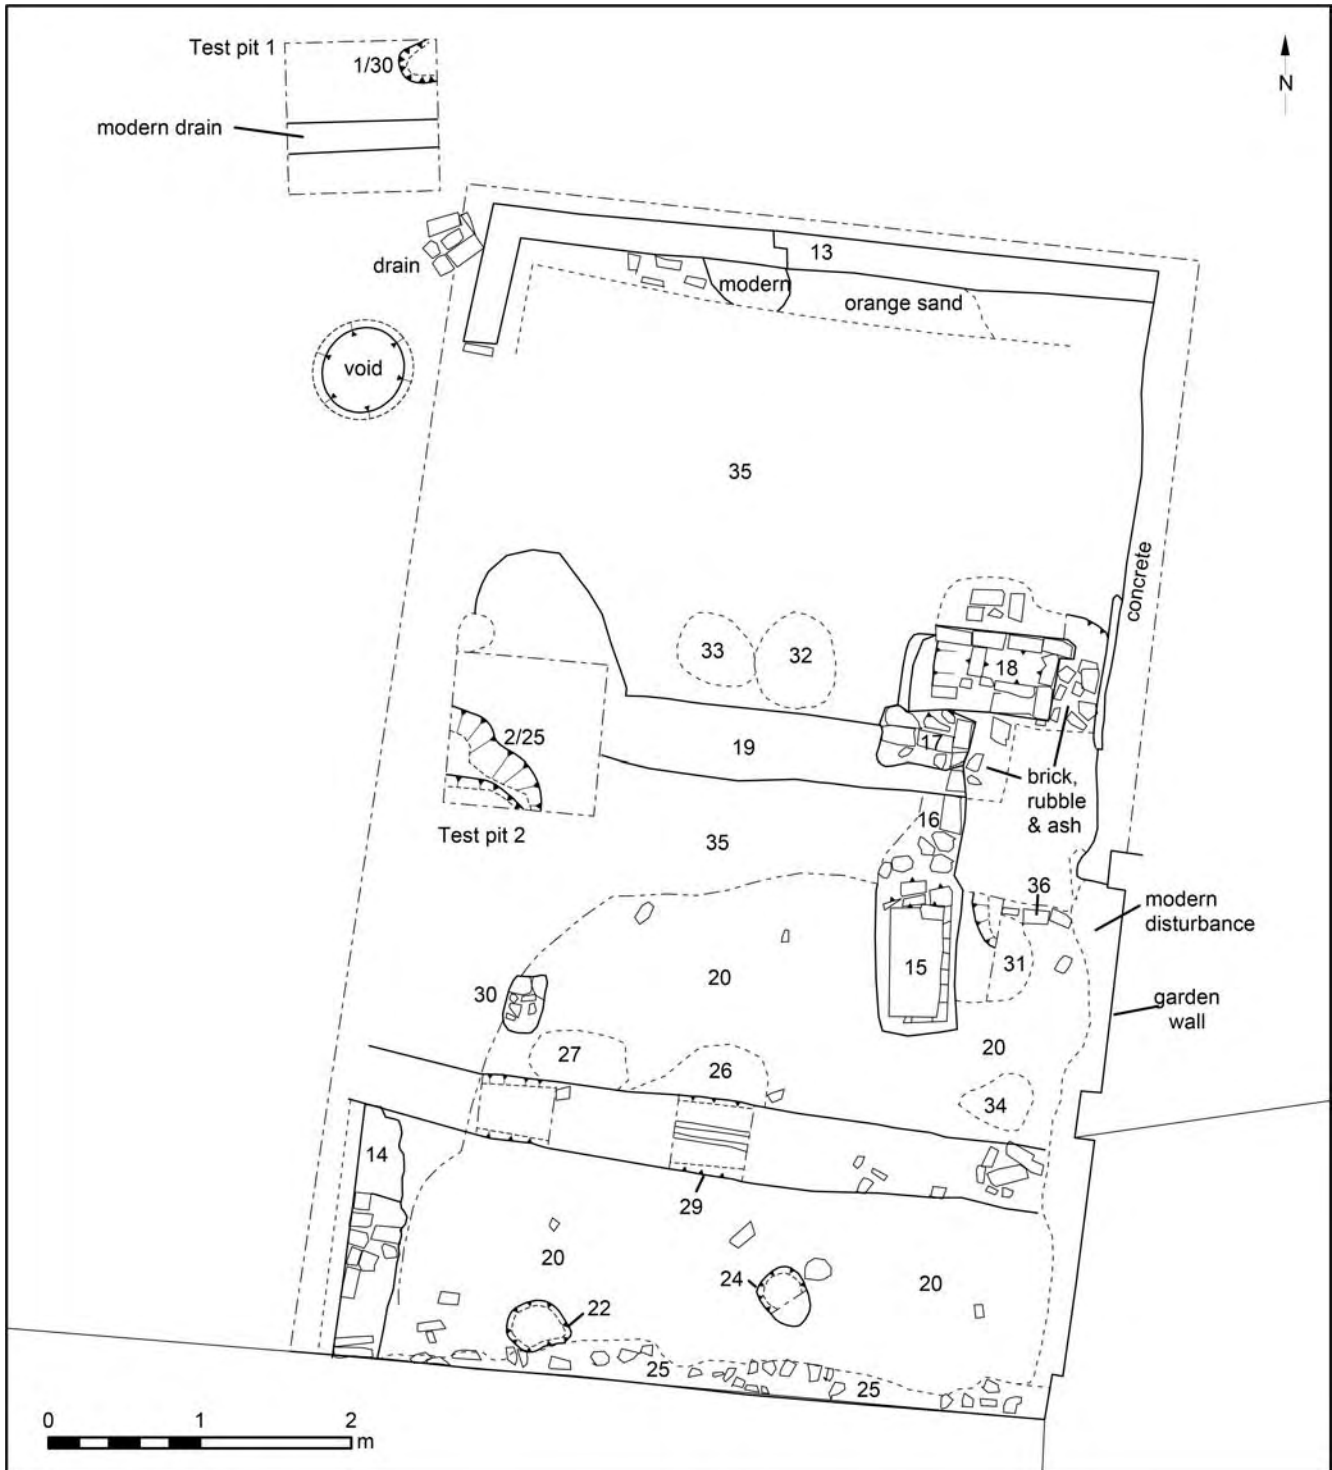 Test pit 1
1/30
N
modern drain
13
drain
modern
orange sand
void
35
concrete
33
32
18
2/25
19
17
brick,
rubble
& ash
Test pit 2
16
35
36
modern
disturbance
20
15
31
30
garden
wall
27
26
20
34
14
29
20
24
20
22
25
25
0 1 2
m